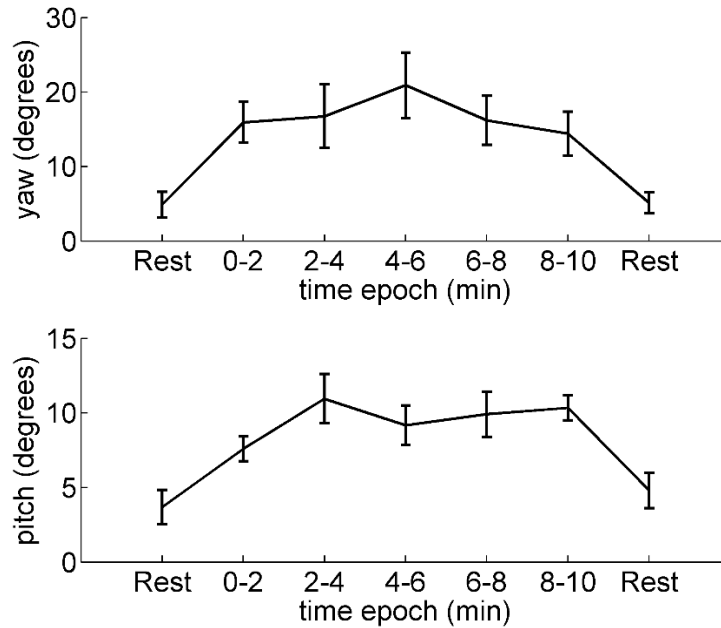 yaw (degrees)
30
20
10
0
Rest 0-2 2-4 4-6 6-8 8-10 Rest
time epoch (min)
pitch (degrees)
15
10
5
0
Rest 0-2 2-4 4-6 6-8 8-10 Rest
time epoch (min)